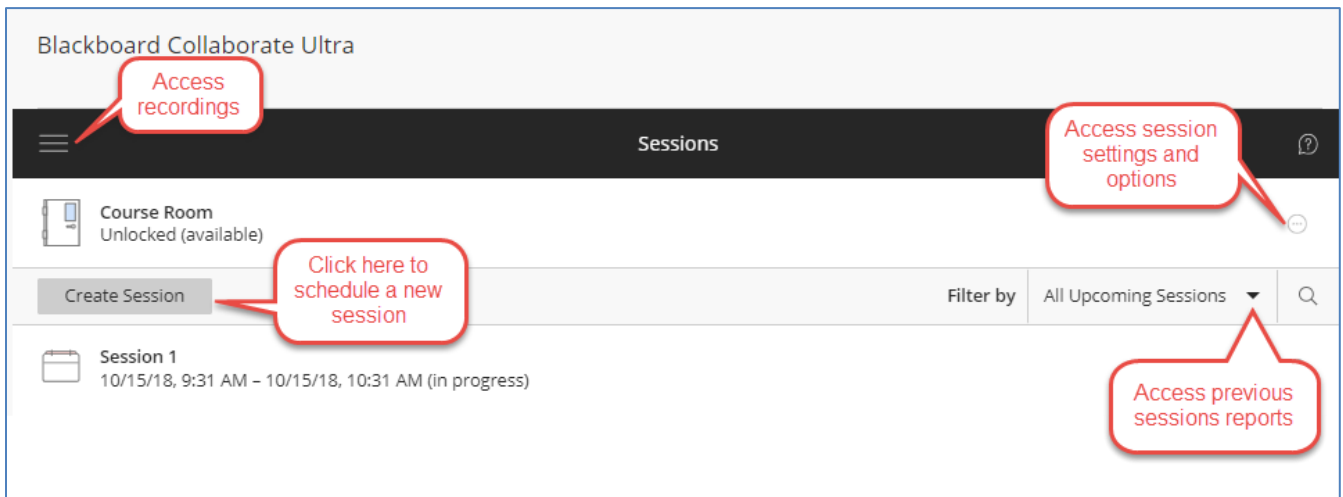 Blackboard Collaborate Ultra
Access
recordings
Sessions
Access session
settings and
options
Course Room
Unlocked (available)
Click here to
schedule a new
session
Create Session
Filter by
All Upcoming Sessions
Session 1
10/15/18, 9:31 AM – 10/15/18, 10:31 AM (in progress)
Access previous
sessions reports